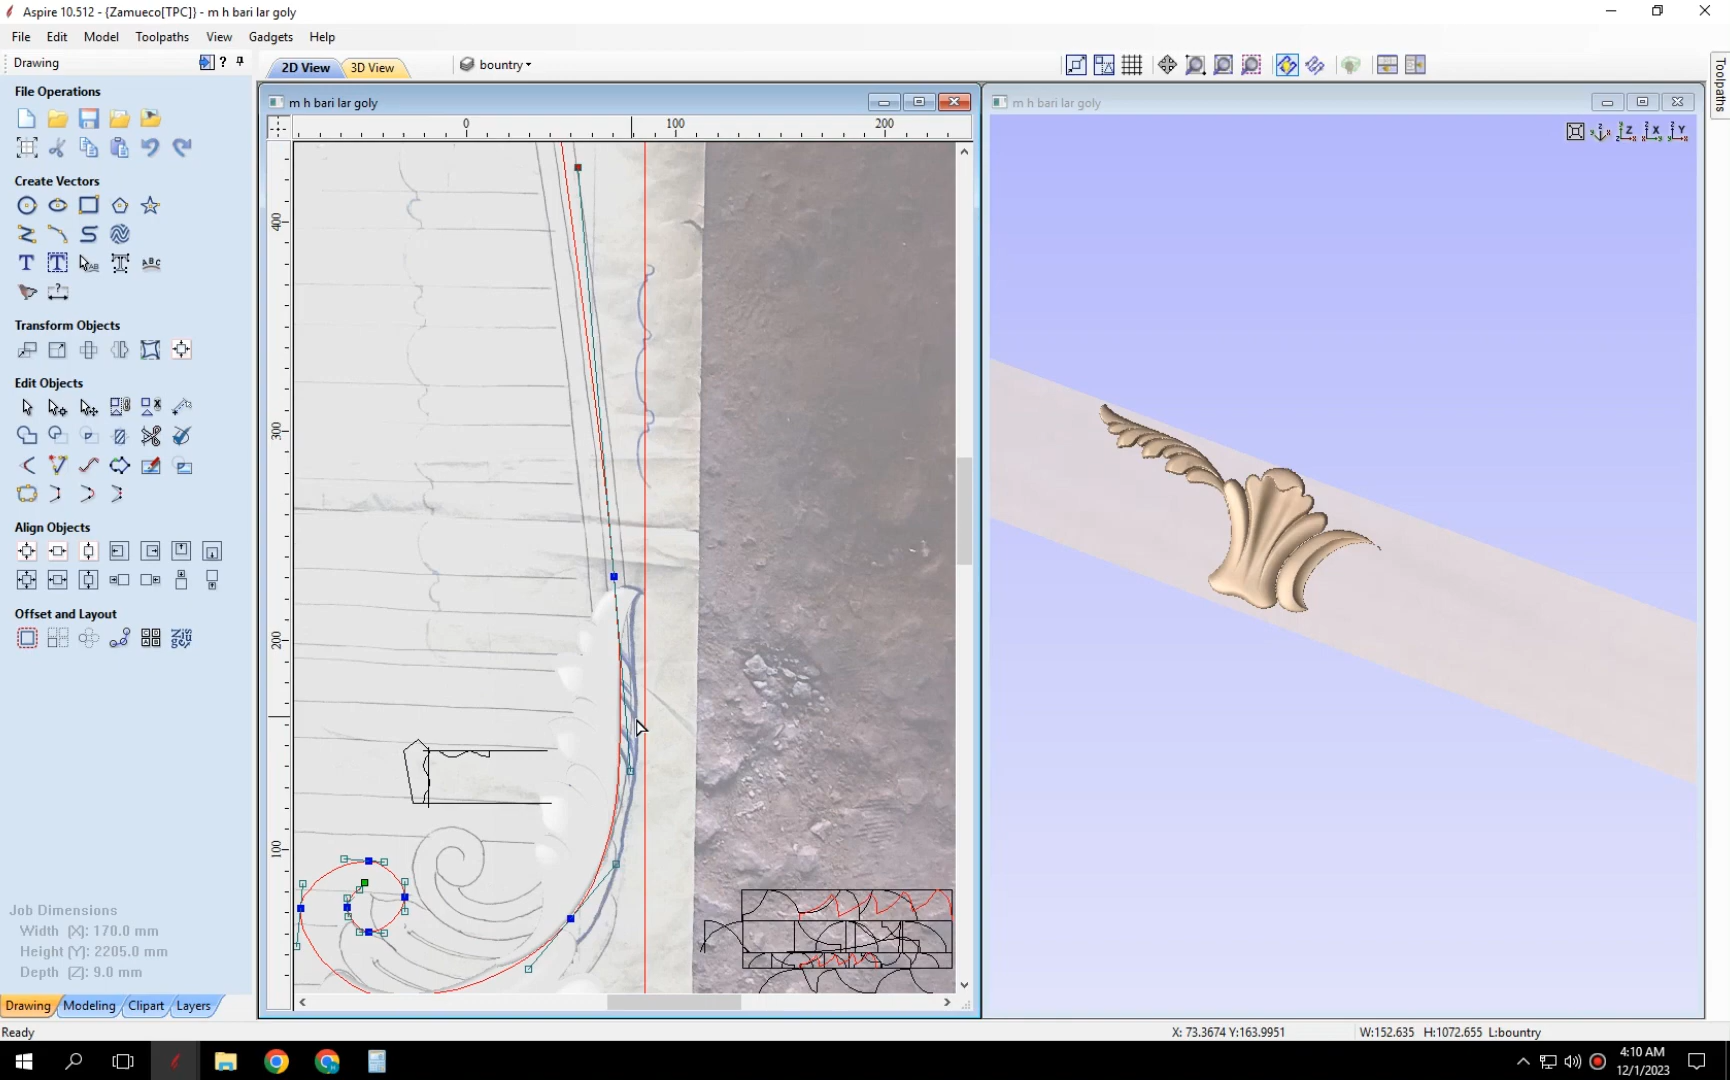 Aspire 10.512 - {Zamueco[TPC]} - m h bari lar goly
File Edit Model Toolpaths View Gadgets Help
Drawing
2D View 3D View
bountry
Toolpaths
File Operations
m h bari lar goly
m h bari lar goly
0 100 200
400
300
200
100
Create Vectors
Transform Objects
Edit Objects
Align Objects
Offset and Layout
Job Dimensions
Width (X): 170.0 mm
Height (Y): 2205.0 mm
Depth (Z): 9.0 mm
Drawing Modeling Clipart Layers
Ready
X: 73.3674 Y:163.9951
W:152.635 H:1072.655 L:bountry
4:10 AM
12/1/2023